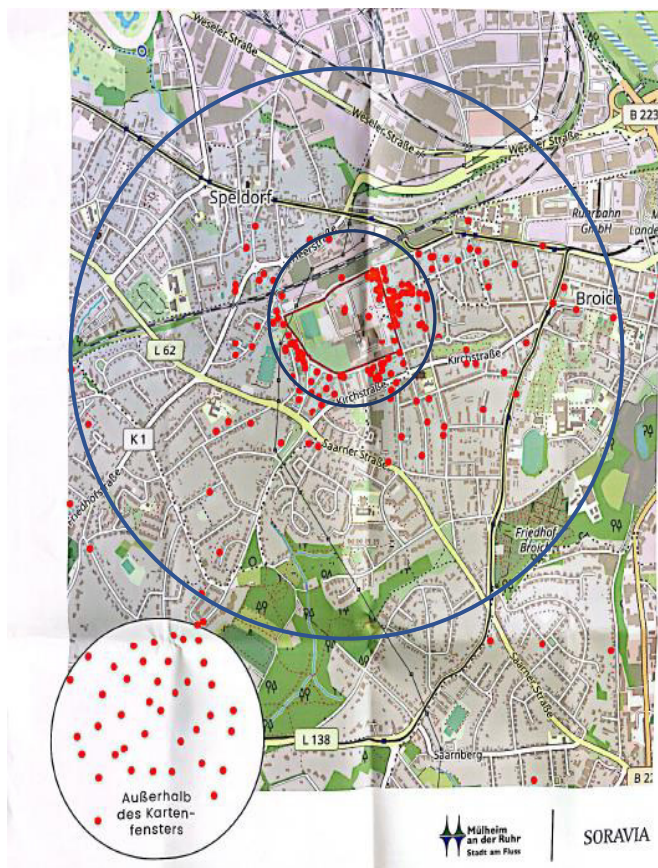 Weseler Straße
Weseler Straße
Weseler Straße
B 223
Speldorf
Ruhrbahn
GmbH
Broich
L 62
Kirchstraße
Kirchstraße
K 1
Saarner Straße
Friedhofstraße
Friedhof
Broich
Saarner Straße
L 138
Saarnberg
Außerhalb
des Karten-
fensters
Mülheim
an der Ruhr
Stadt am Fluss
SORAVIA